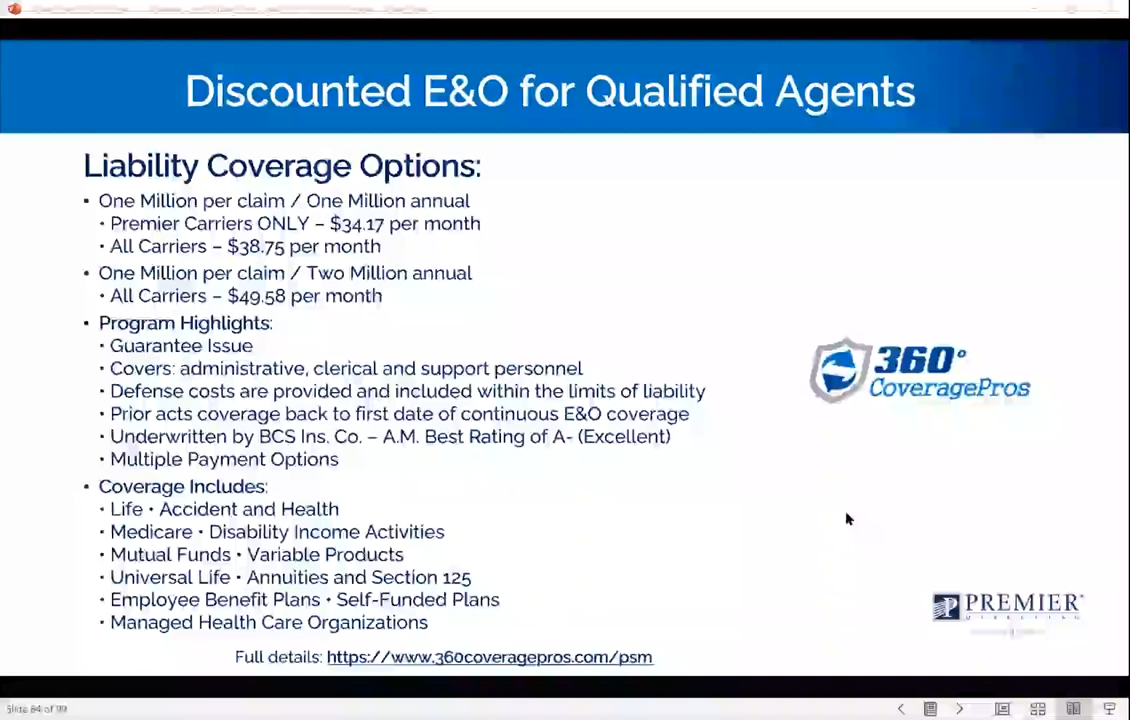 Discounted E&O for Qualified Agents
Liability Coverage Options:
• One Million per claim / One Million annual
• Premier Carriers ONLY – $34.17 per month
• All Carriers – $38.75 per month
• One Million per claim / Two Million annual
• All Carriers – $49.58 per month
• Program Highlights:
• Guarantee Issue
• Covers: administrative, clerical and support personnel
• Defense costs are provided and included within the limits of liability
• Prior acts coverage back to first date of continuous E&O coverage
• Underwritten by BCS Ins. Co. – A.M. Best Rating of A- (Excellent)
• Multiple Payment Options
• Coverage Includes:
• Life • Accident and Health
• Medicare • Disability Income Activities
• Mutual Funds • Variable Products
• Universal Life • Annuities and Section 125
• Employee Benefit Plans • Self-Funded Plans
• Managed Health Care Organizations
Full details: https://www.360coveragepros.com/psm
360°
CoveragePros
PREMIER
MARKETING
Slide 84 of 99